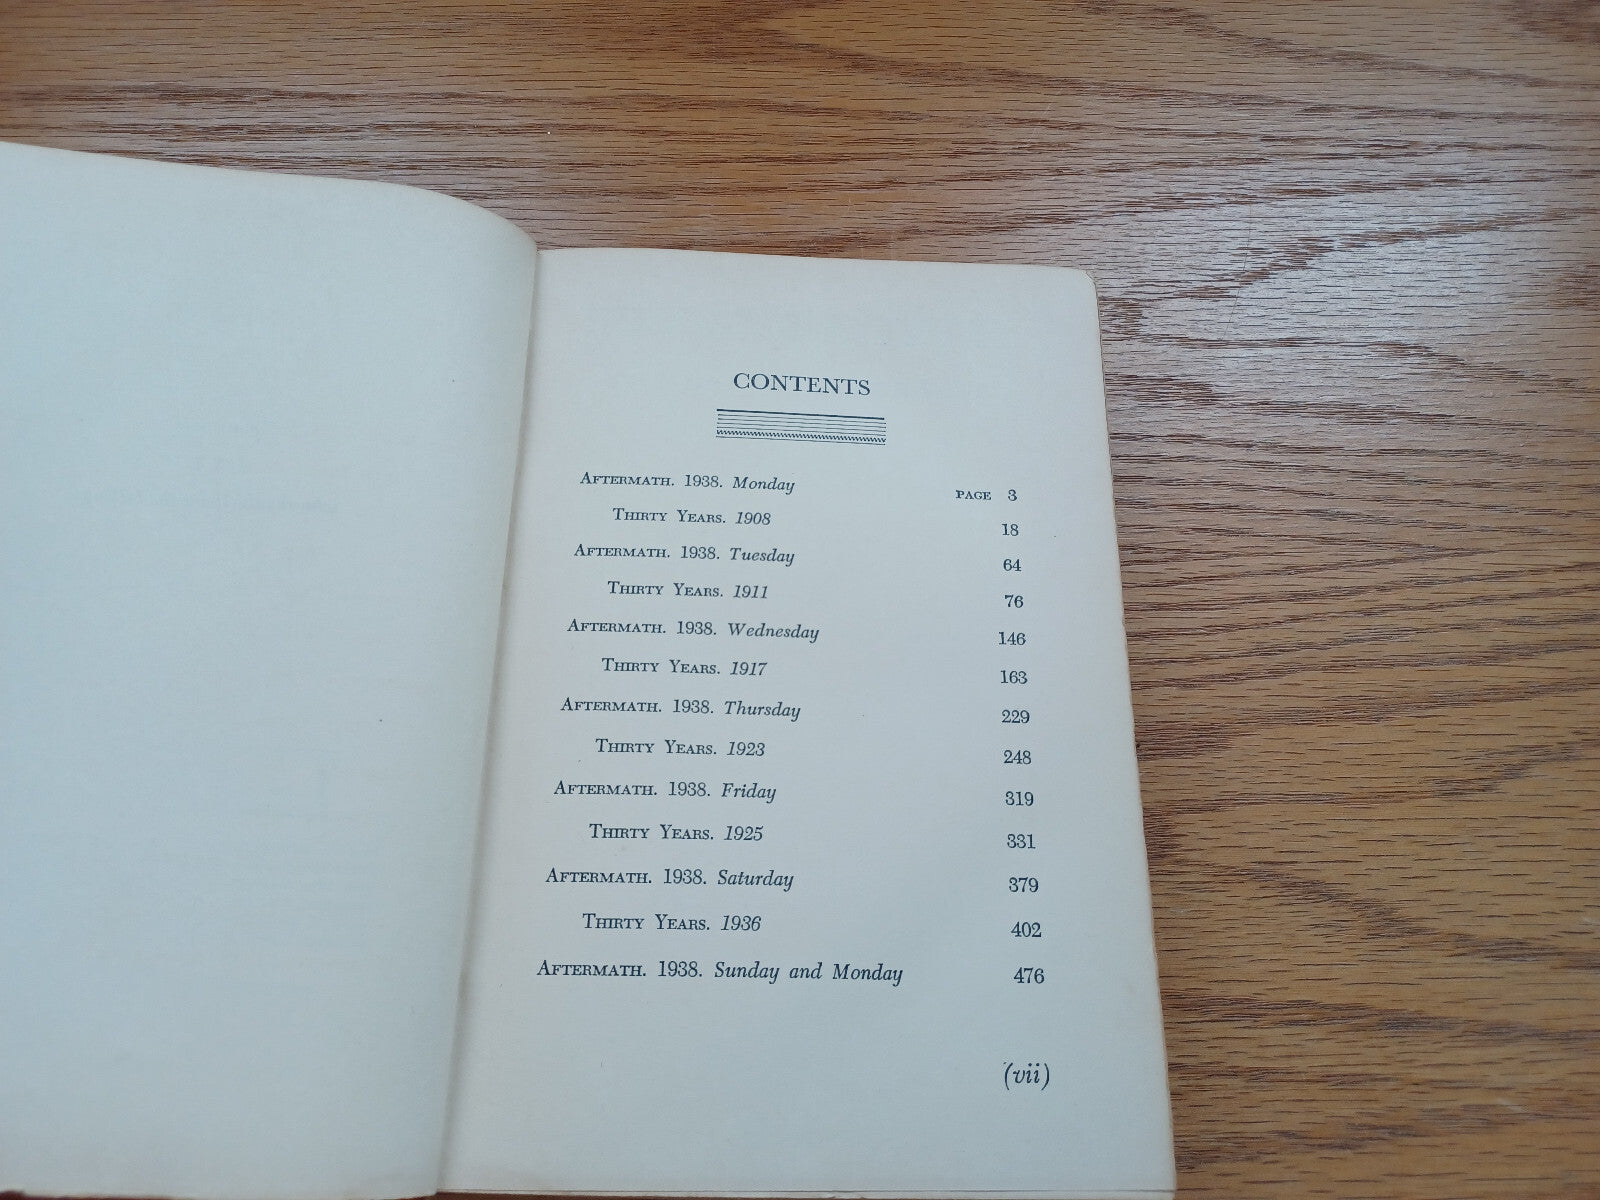 CONTENTS
AFTERMATH. 1938. Monday PAGE 3
THIRTY YEARS. 1908 18
AFTERMATH. 1938. Tuesday 64
THIRTY YEARS. 1911 76
AFTERMATH. 1938. Wednesday 146
THIRTY YEARS. 1917 163
AFTERMATH. 1938. Thursday 229
THIRTY YEARS. 1923 248
AFTERMATH. 1938. Friday 319
THIRTY YEARS. 1925 331
AFTERMATH. 1938. Saturday 379
THIRTY YEARS. 1936 402
AFTERMATH. 1938. Sunday and Monday 476
(vii)